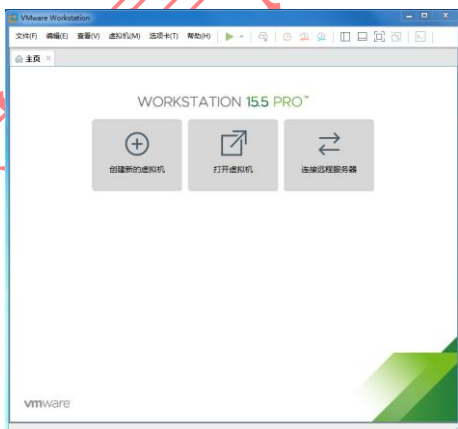 VMware Workstation
文件(F) 编辑(E) 查看(V) 虚拟机(M) 选项卡(T) 帮助(H)
主页
WORKSTATION 15.5 PRO™
创建新的虚拟机 打开虚拟机 连接远程服务器
vmware